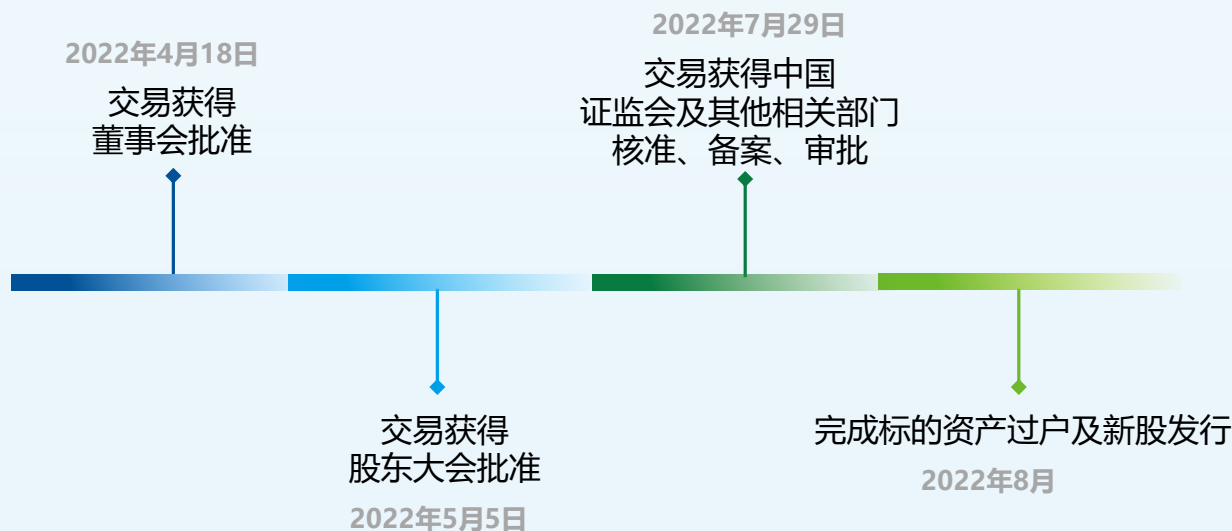 2022年4月18日
交易获得
董事会批准
交易获得
股东大会批准
2022年5月5日
2022年7月29日
交易获得中国
证监会及其他相关部门
核准、备案、审批
完成标的资产过户及新股发行
2022年8月